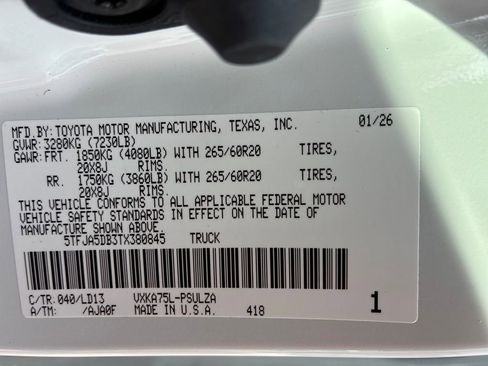 MFD.BY: TOYOTA MOTOR MANUFACTURING, TEXAS, INC. 01/26
GVWR: 3280KG (7230LB)
GAWR: FRT. 1850KG (4080LB) WITH 265/60R20 TIRES,
20X8J RIMS.
RR. 1750KG (3860LB) WITH 265/60R20 TIRES,
20X8J RIMS.
THIS VEHICLE CONFORMS TO ALL APPLICABLE FEDERAL MOTOR
VEHICLE SAFETY STANDARDS IN EFFECT ON THE DATE OF
MANUFACTURE SHOWN ABOVE.
5TFJA5DB3TX380845 TRUCK
C/TR: 040/LD13 VXKA75L-PSULZA
A/TM: /AJA0F MADE IN U.S.A. 418 1